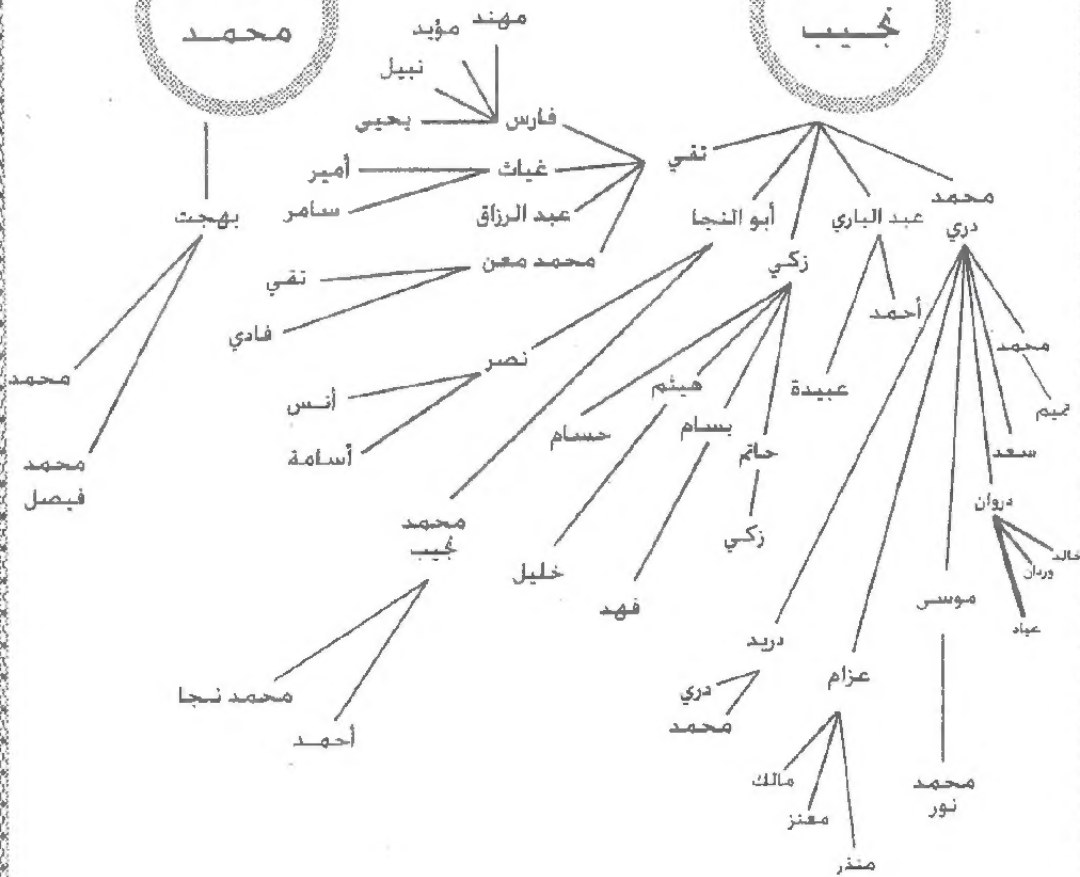 نجيب
محمد
مهند
مؤيد
نبيل
يحيى
فارس
تقي
غياث
أمير
سامر
عبد الرزاق
محمد معن
تقي
فادي
محمد
دري
عبد الباري
أبو النجا
زكي
بهجت
أحمد
عبيدة
محمد
تميم
سعد
دروان
خالد
وردان
عباد
نصر
أنس
أسامة
هيثم
حسام
بسام
حاتم
زكي
خليل
فهد
محمد
محمد
فيصل
محمد
نجيب
محمد نجا
أحمد
موسى
دريد
دري
محمد
عزام
مالك
معتز
منذر
محمد
نور